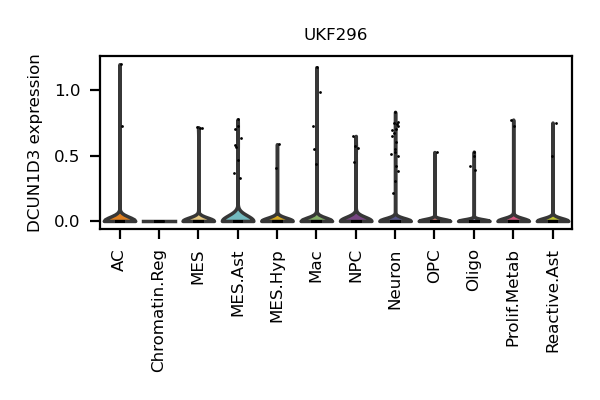 UKF296
DCUN1D3 expression
1.0
0.5
0.0
AC
Chromatin.Reg
MES
MES.Ast
MES.Hyp
Mac
NPC
Neuron
OPC
Oligo
Prolif.Metab
Reactive.Ast